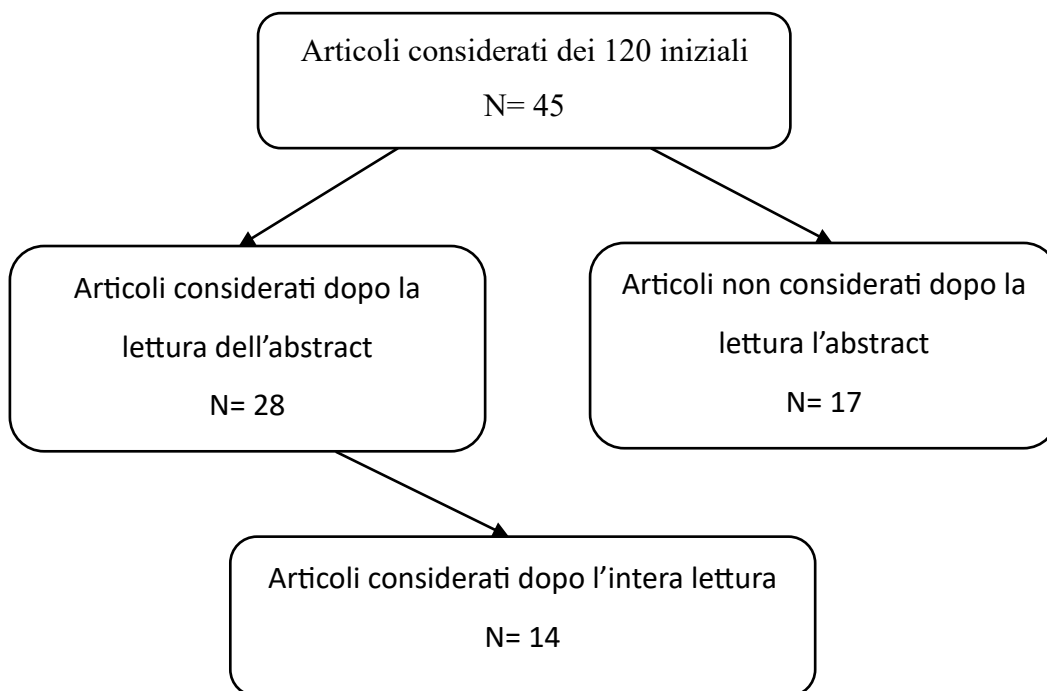 Articoli considerati dei 120 iniziali
N= 45
Articoli considerati dopo la
lettura dell’abstract
N= 28
Articoli non considerati dopo la
lettura l’abstract
N= 17
Articoli considerati dopo l’intera lettura
N= 14